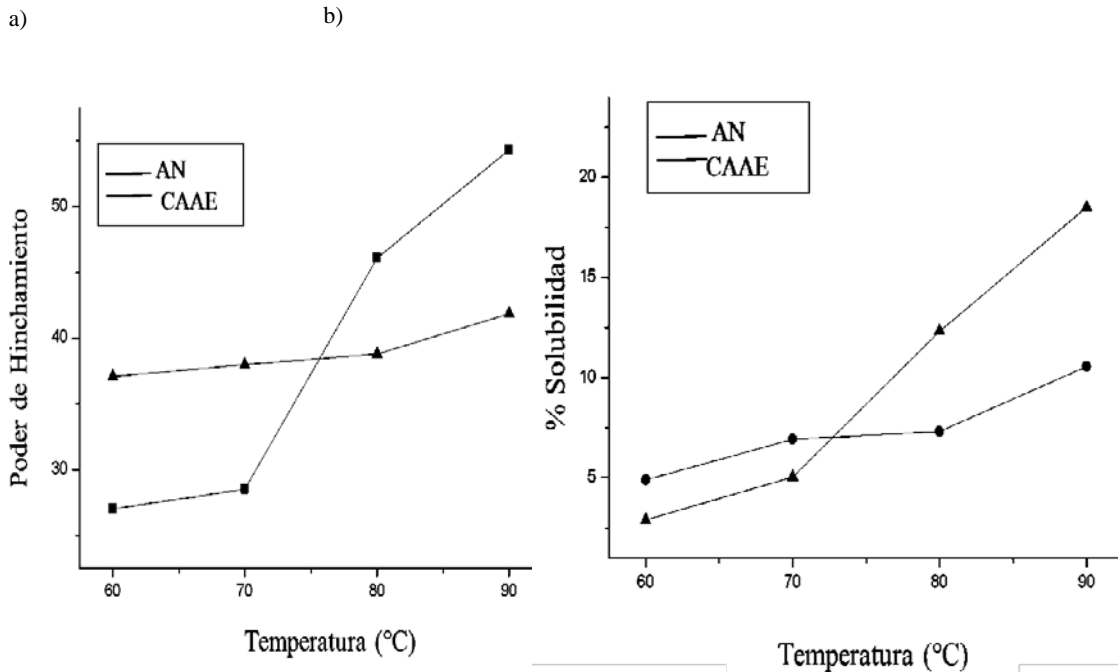 a)
b)
AN
CAAE
Poder de Hinchamiento
50
40
30
60 70 80 90
Temperatura (°C)
AN
CAAE
% Solubilidad
20
15
10
5
60 70 80 90
Temperatura (°C)